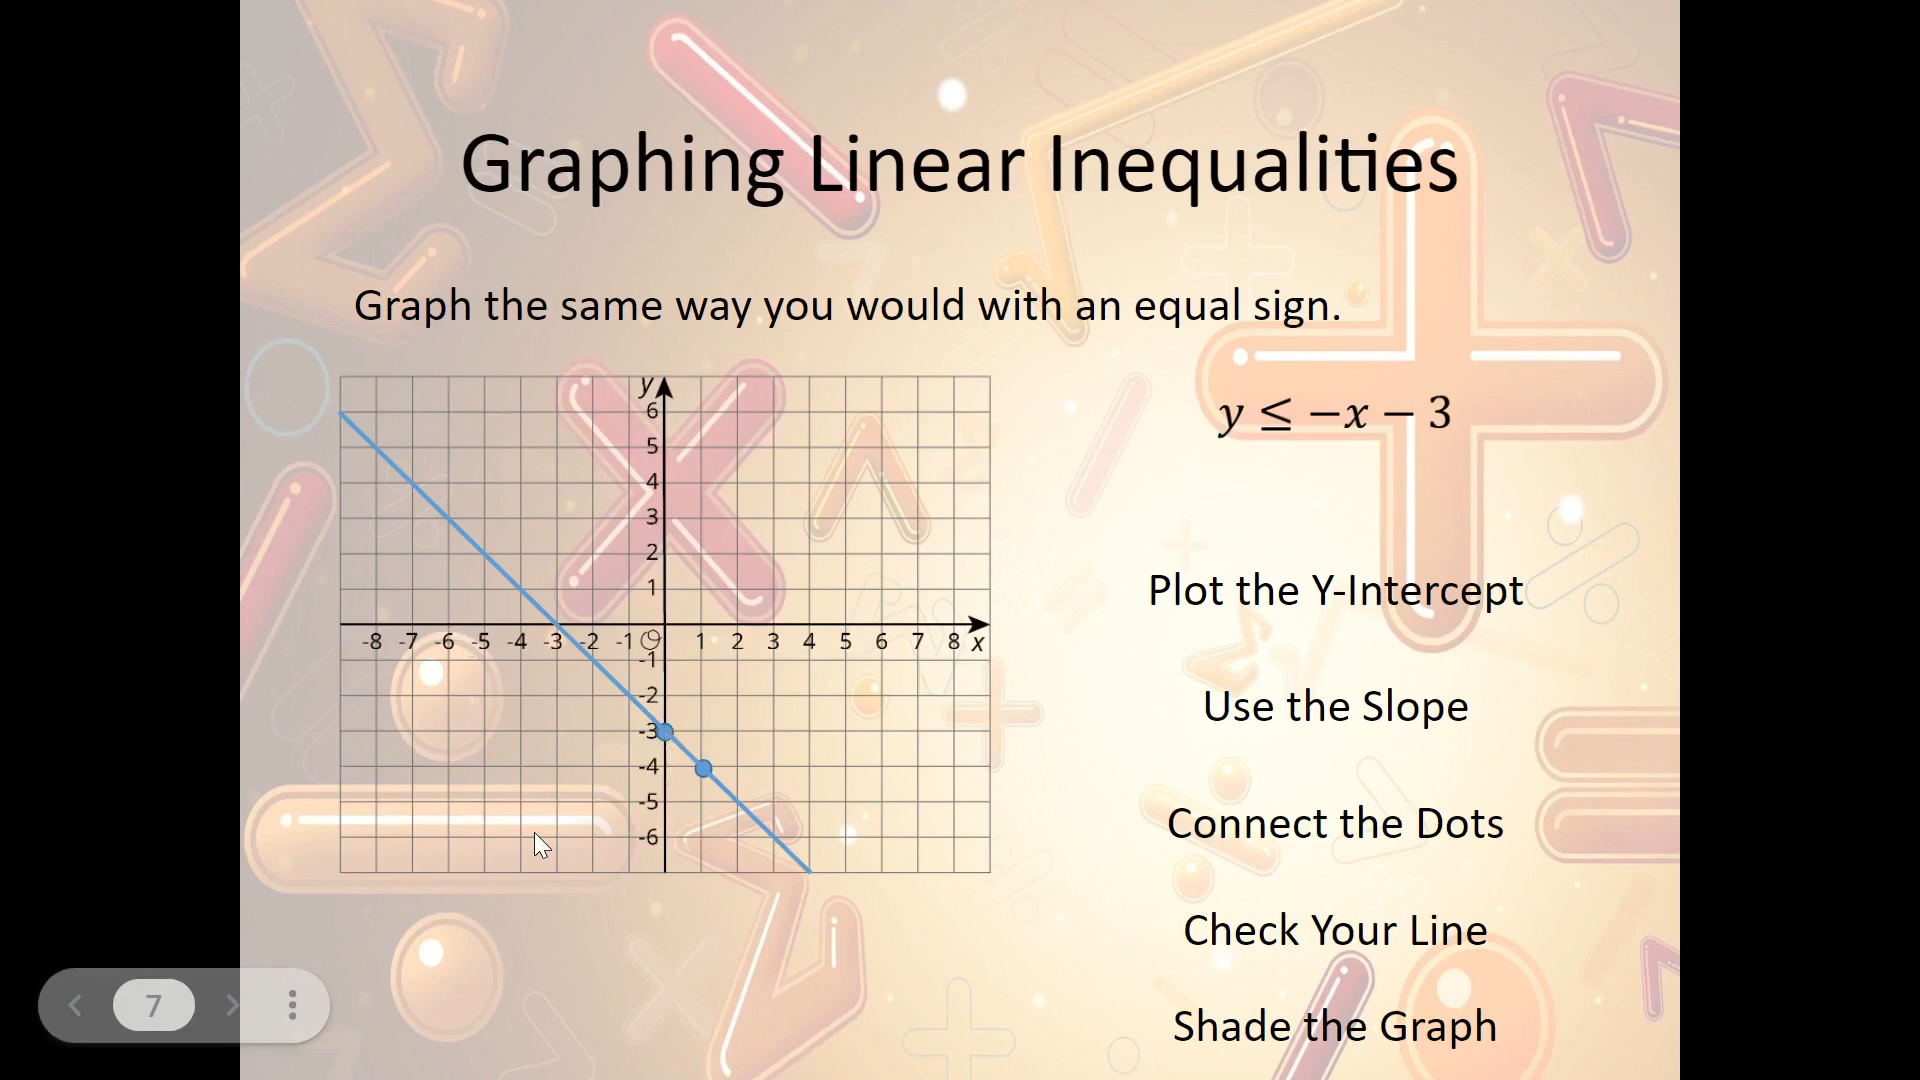 Graphing Linear Inequalities
Graph the same way you would with an equal sign.
y ≤ −x − 3
y
6
5
4
3
2
1
-8 -7 -6 -5 -4 -3 -2 -1 O 1 2 3 4 5 6 7 8 x
-1
-2
-3
-4
-5
-6
Plot the Y-Intercept
Use the Slope
Connect the Dots
Check Your Line
Shade the Graph
7